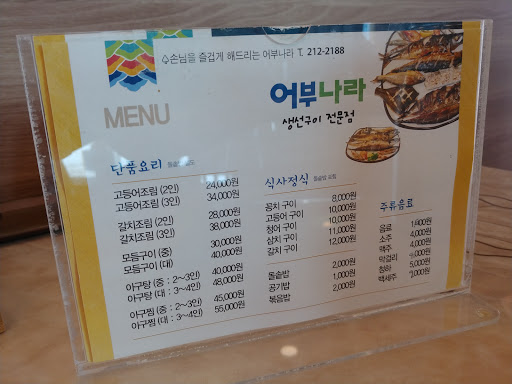 손님을 즐겁게 해드리는 어부나라 T. 212-2188
MENU
어부나라
생선구이 전문점
단품요리
고등어조림 (2인) 24,000원
고등어조림 (3인) 34,000원
갈치조림 (2인) 28,000원
갈치조림 (3인) 38,000원
모듬구이 (중) 30,000원
모듬구이 (대) 40,000원
아구탕 (중 : 2~3인) 40,000원
아구탕 (대 : 3~4인) 48,000원
아구찜 (중 : 2~3인) 45,000원
아구찜 (대 : 3~4인) 55,000원
식사정식
꽁치 구이 8,000원
고등어 구이 10,000원
청어 구이 10,000원
삼치 구이 11,000원
갈치 구이 12,000원
돌솥밥 2,000원
공기밥 1,000원
볶음밥 2,000원
주류음료
음료
소주 4,000원
맥주 4,000원
막걸리
청하 5,000원
백세주